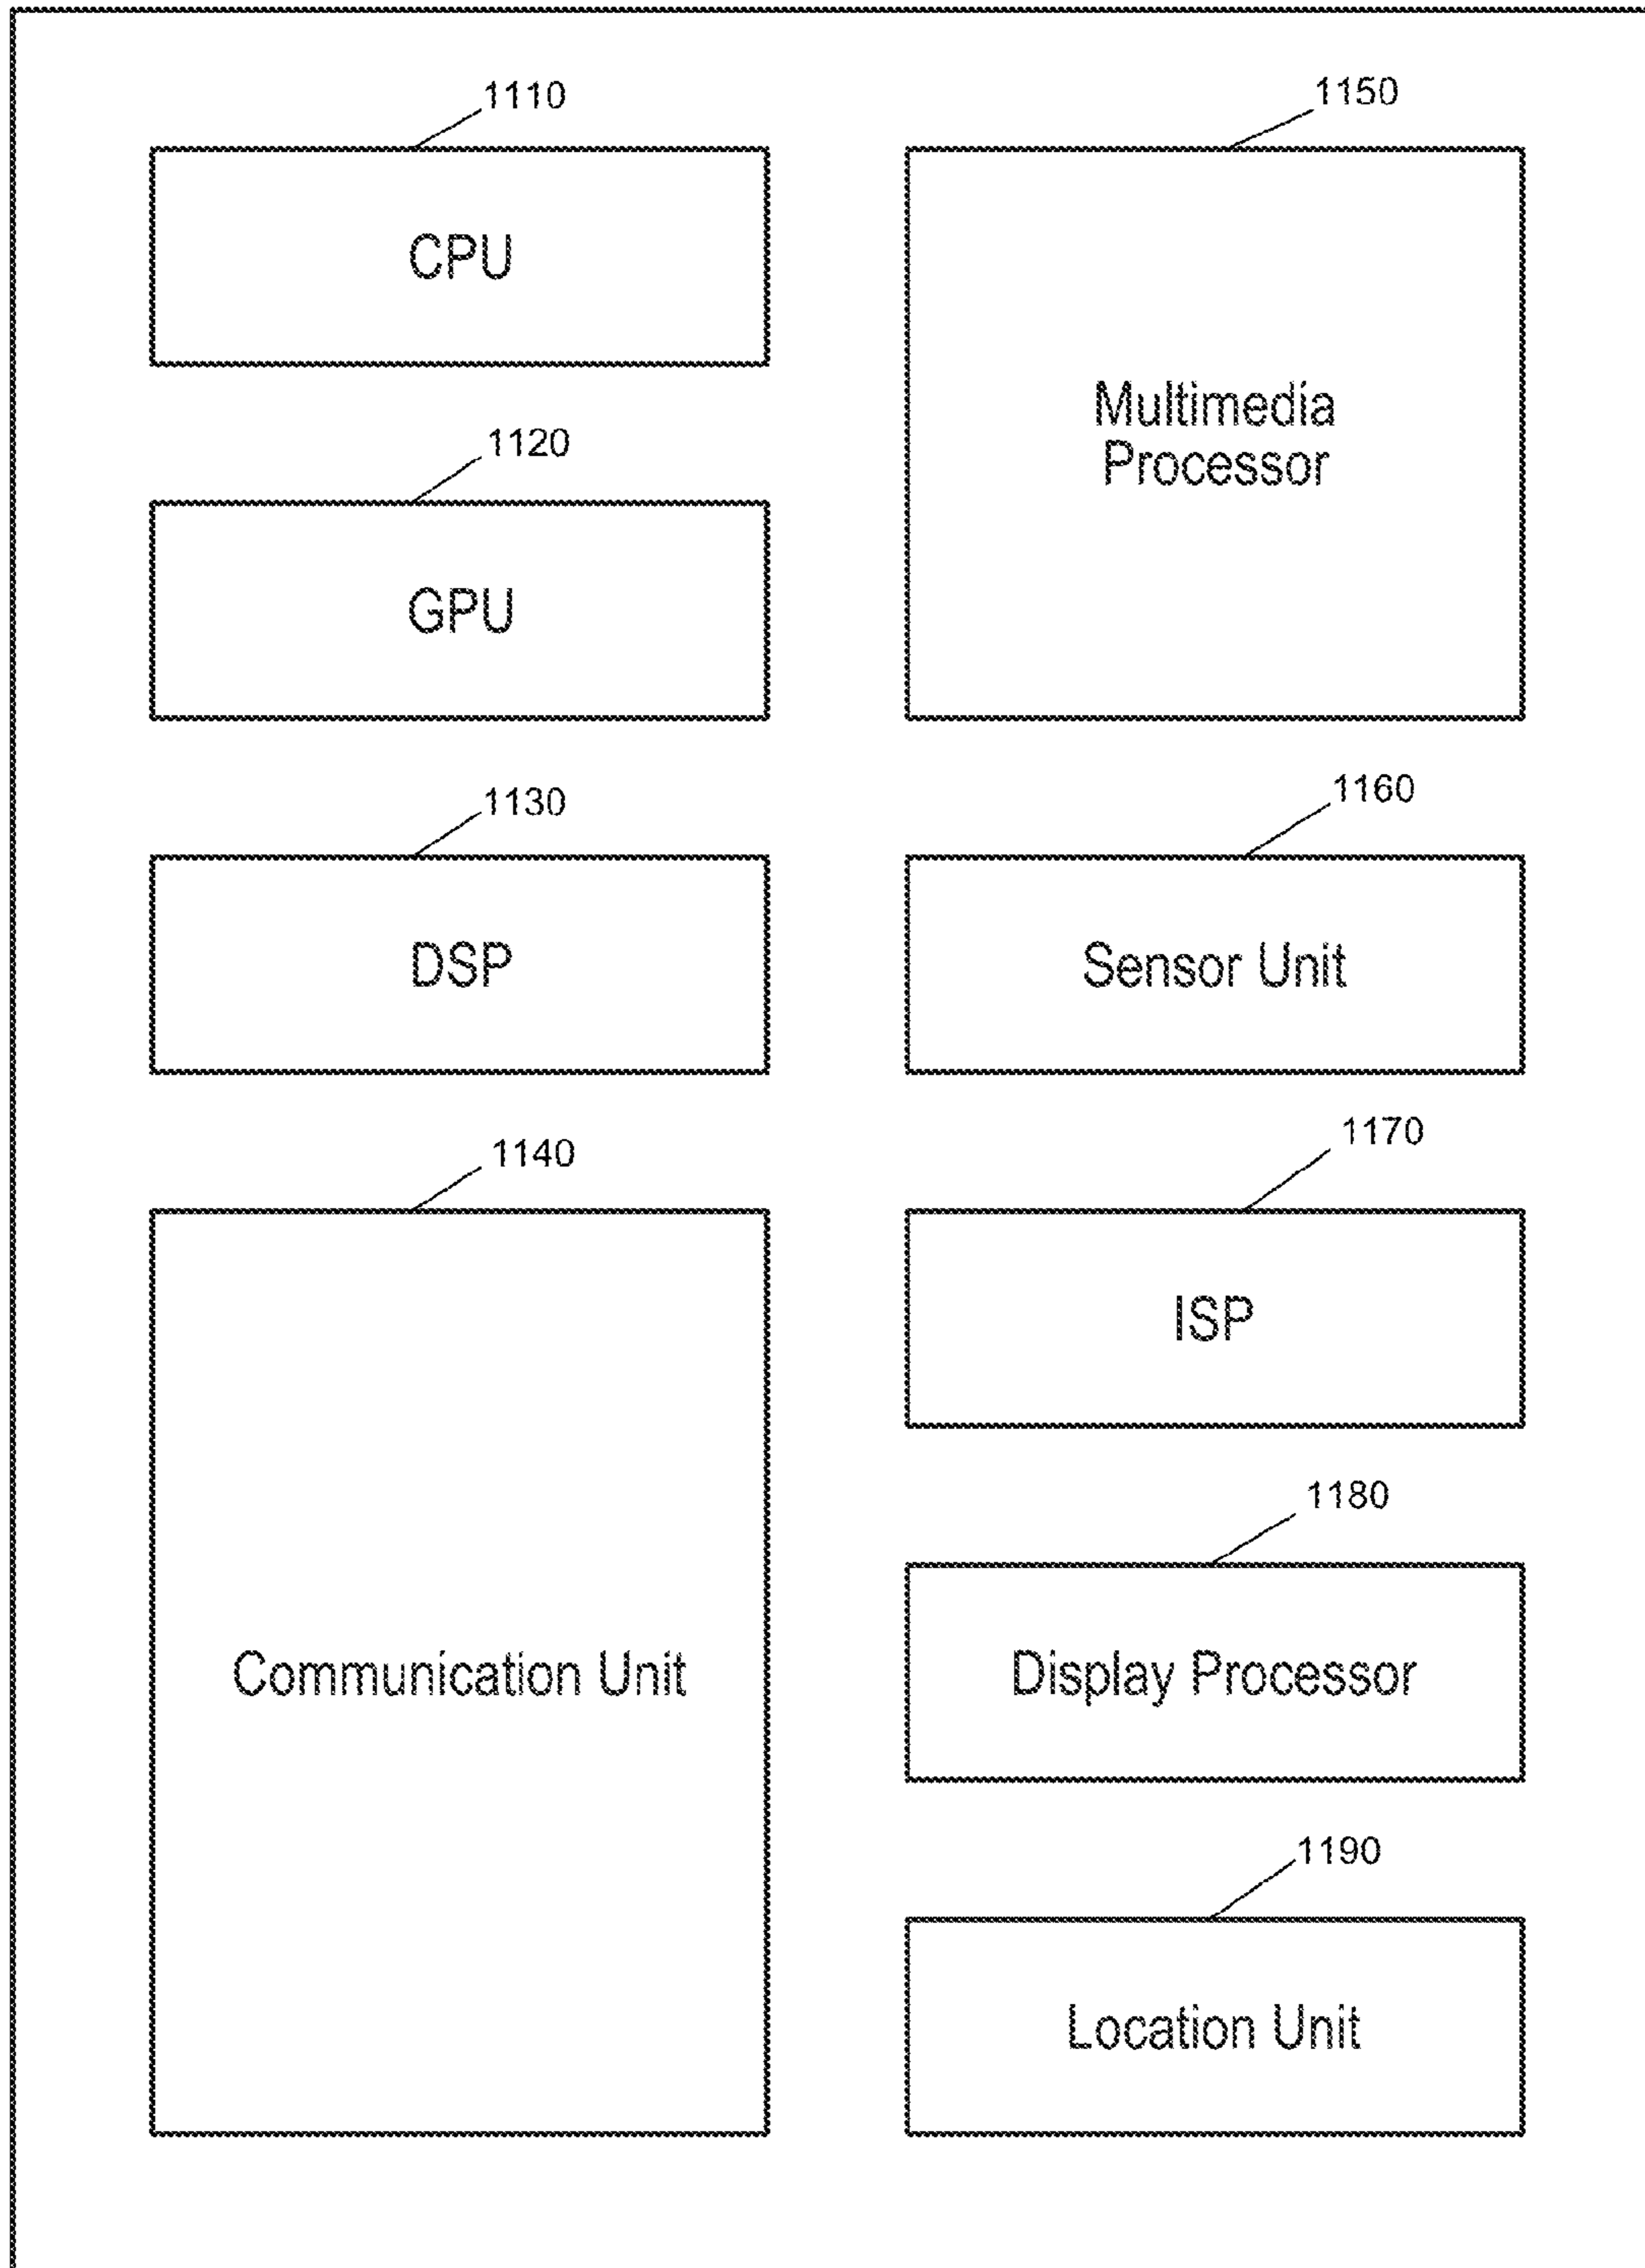 1110
CPU
1120
GPU
1130
DSP
1140
Communication Unit
1150
Multimedia
Processor
1160
Sensor Unit
1170
ISP
1180
Display Processor
1190
Location Unit